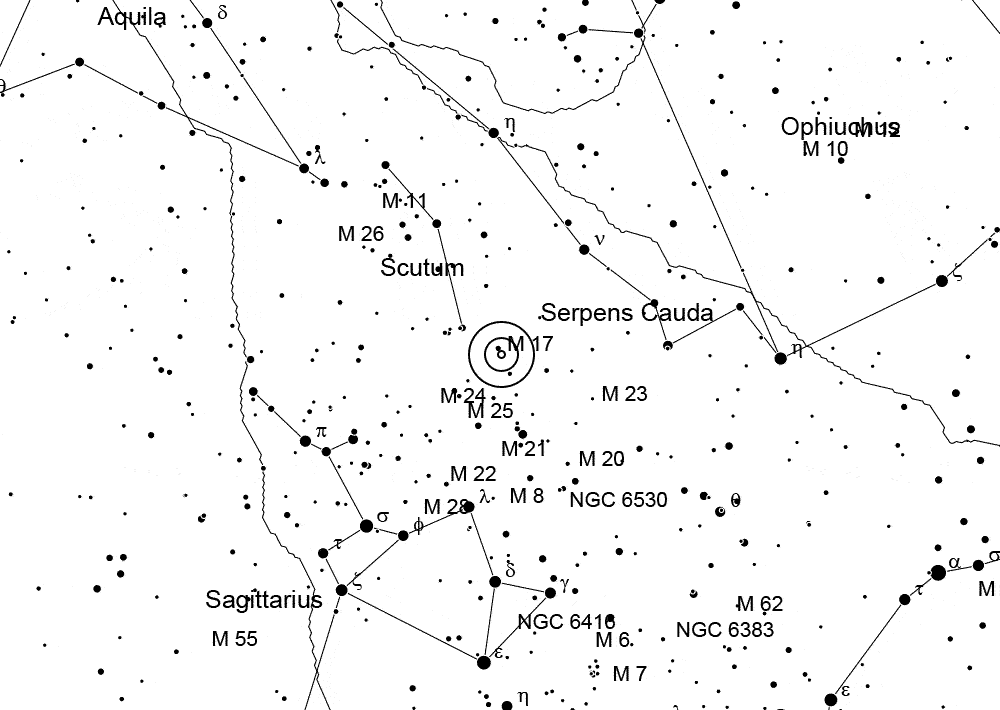 Aquila
δ
θ
η
Ophiuchus
M 12
M 10
λ
M 11
M 26
ν
Scutum
ζ
Serpens Cauda
M 17
η
M 24
M 23
M 25
π
M 21
M 20
M 22
λ
M 8
NGC 6530
θ
M 28
σ
φ
τ
σ
α
δ
ζ
γ
τ
M
Sagittarius
M 62
NGC 6416
NGC 6383
M 55
M 6
ε
M 7
η
ε